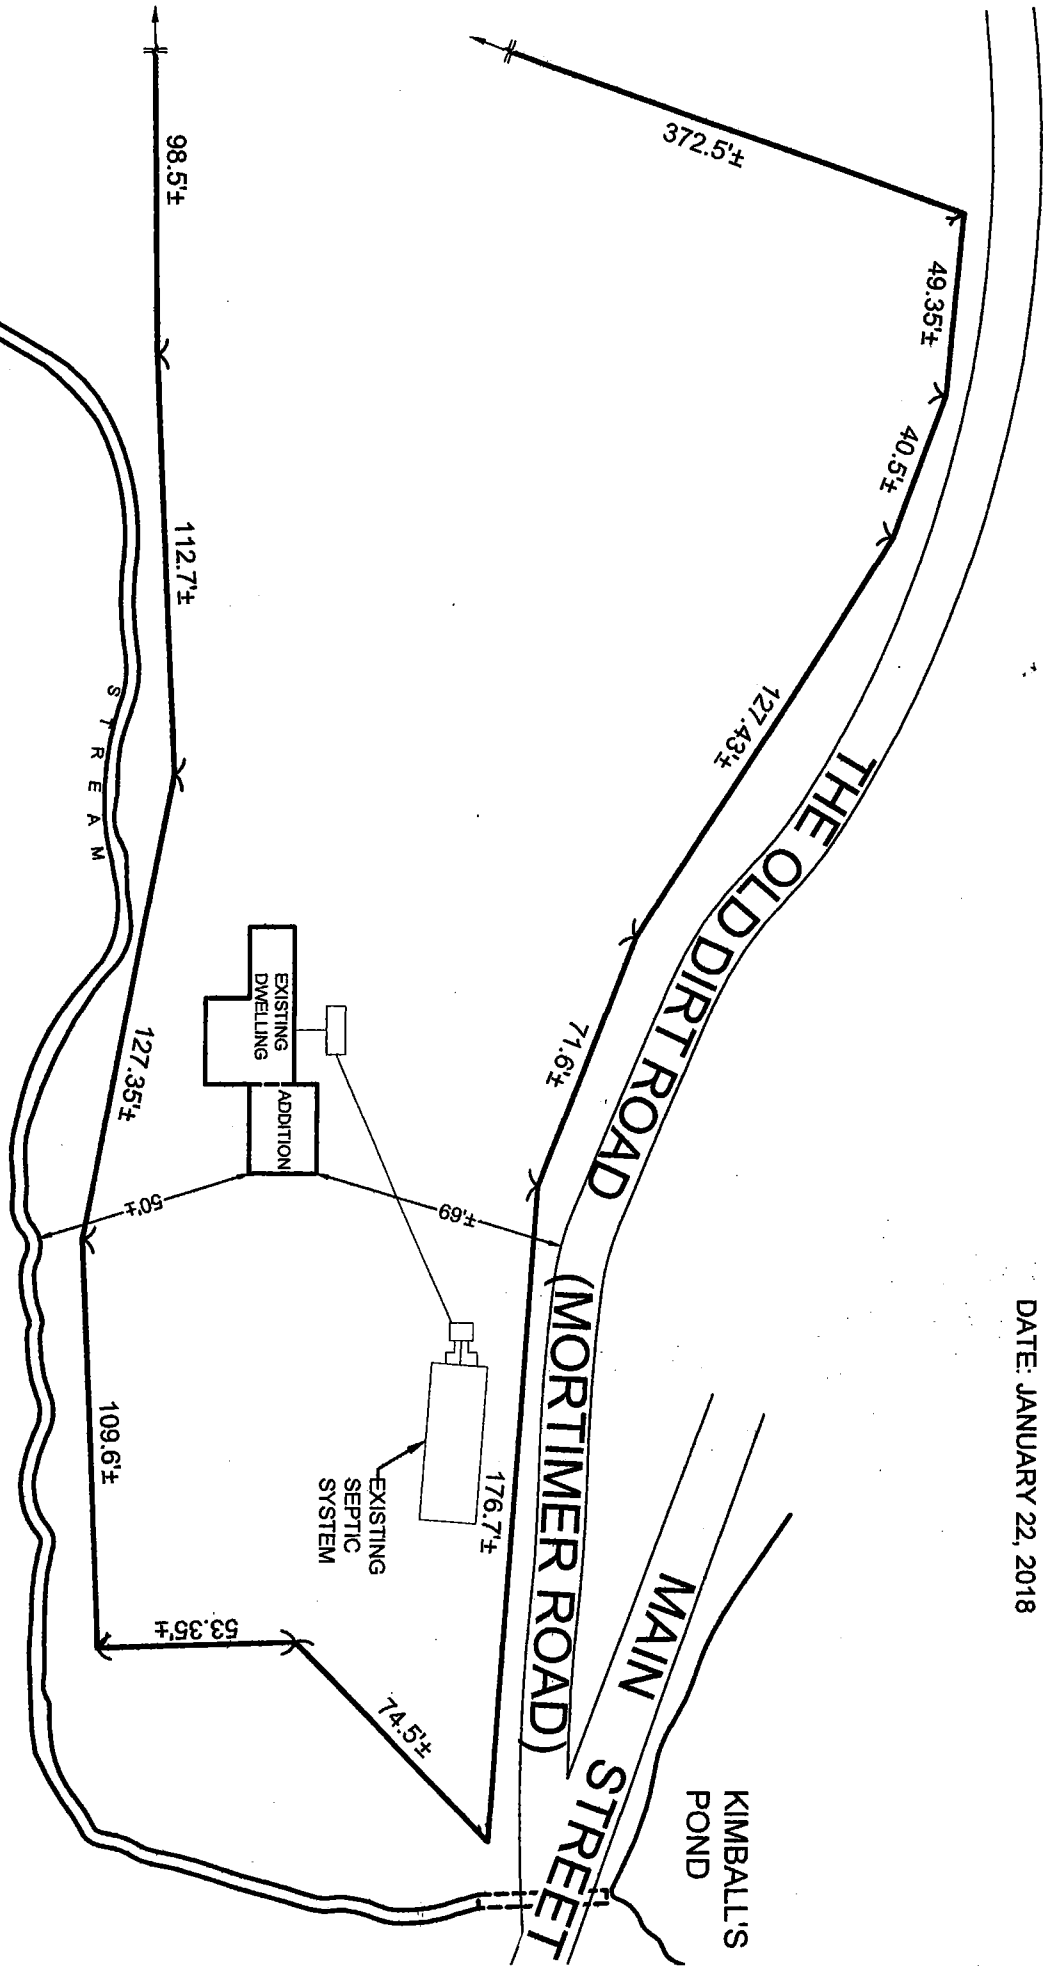 DATE: JANUARY 22, 2018
KIMBALL'S
POND
MAIN STREET
THE OLD DIRT ROAD
(MORTIMER ROAD)
372.5'±
49.35'±
40.5'±
127.43'±
71.6'±
176.7'±
69'±
EXISTING
SEPTIC
SYSTEM
EXISTING
DWELLING
ADDITION
50'±
98.5'±
112.7'±
127.35'±
109.6'±
53.35'±
74.5'±
STREAM